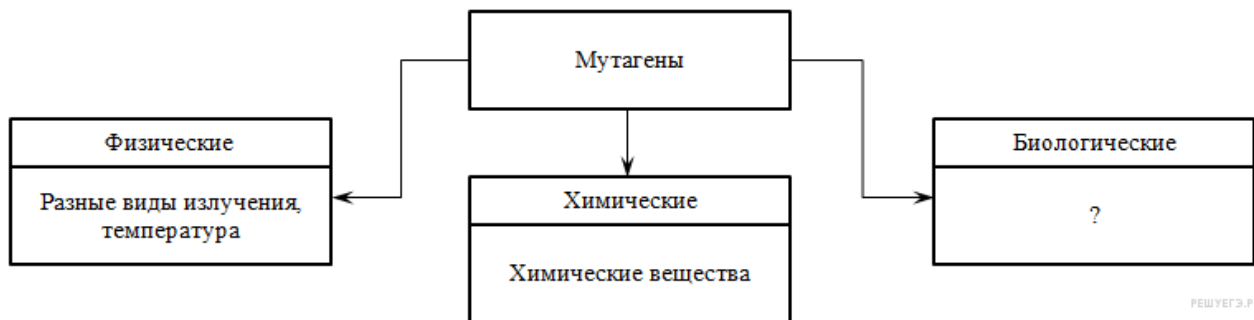 Мутагены
Физические
Разные виды излучения,
температура
Химические
Химические вещества
Биологические
?
РЕШУЕГЭ.Р